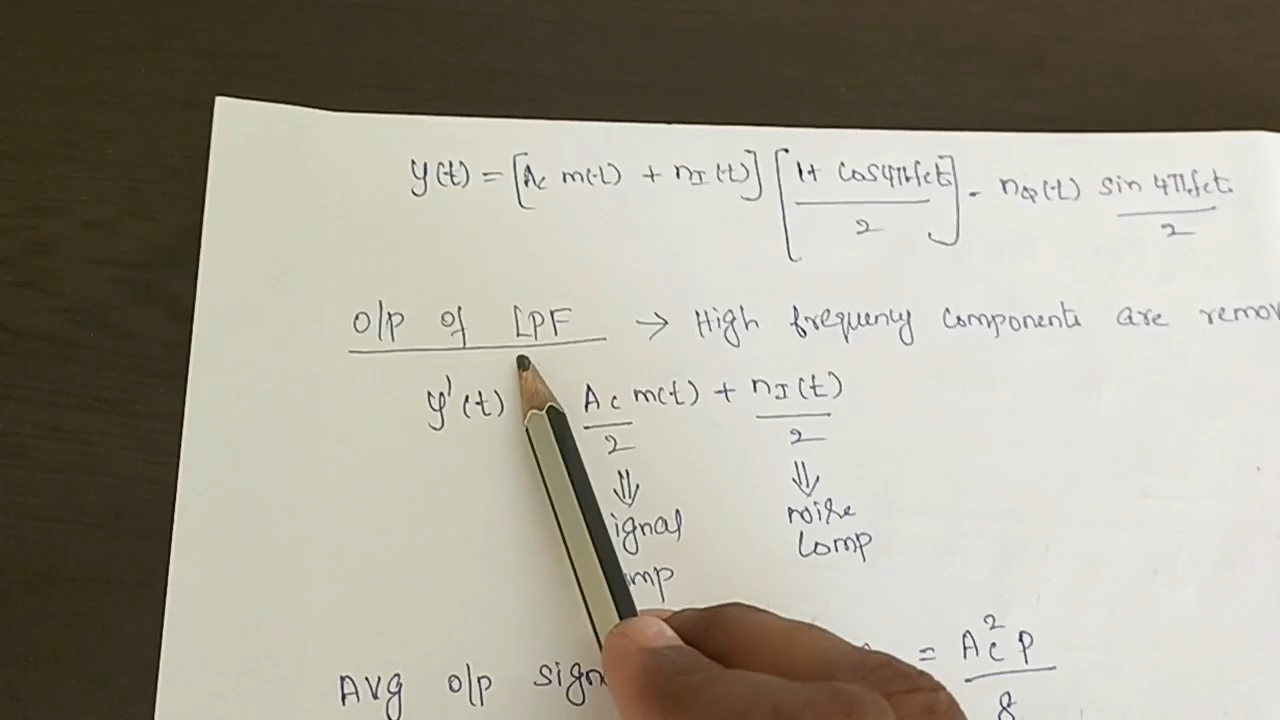 y(t) = [Ac m(t) + nI(t)] [1+ cos4πfct / 2] - nQ(t) sin 4πfct / 2
o/p of LPF → High frequency components are remov
y'(t) Ac/2 m(t) + nI(t)/2
⇓ ⇓
ignal noise
mp Comp
Avg o/p sign = Ac² P / 8